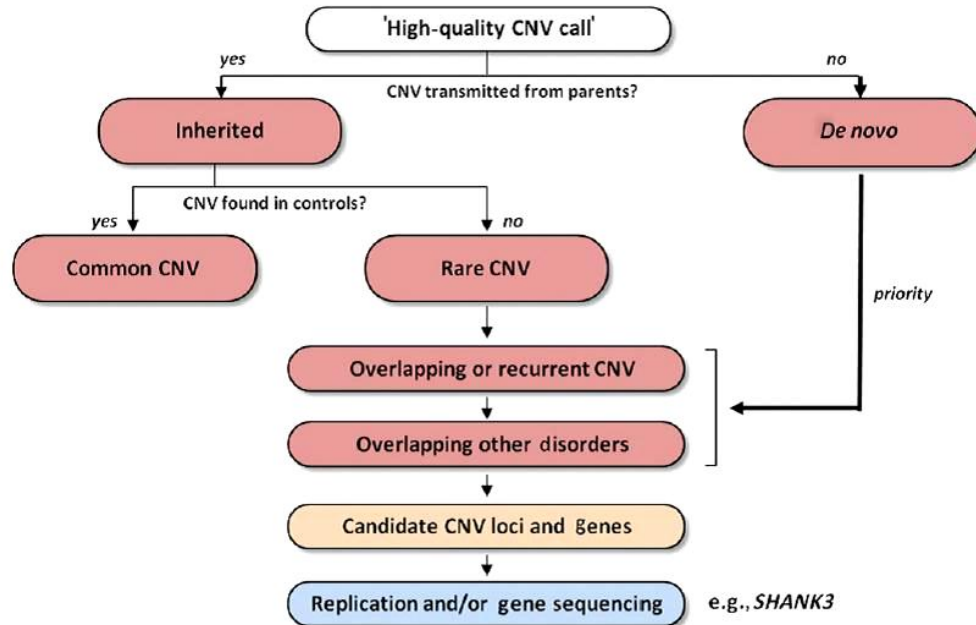 'High-quality CNV call'
yes
no
CNV transmitted from parents?
Inherited
De novo
CNV found in controls?
yes
no
Common CNV
Rare CNV
priority
Overlapping or recurrent CNV
Overlapping other disorders
Candidate CNV loci and genes
Replication and/or gene sequencing
e.g., SHANK3